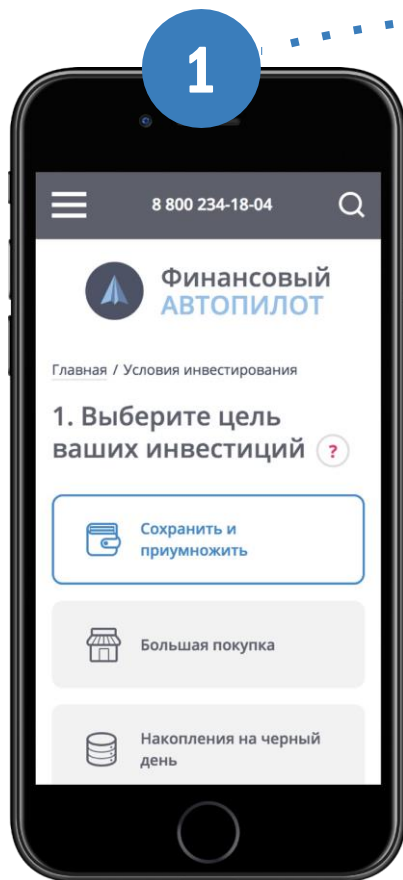 1
8 800 234-18-04
Финансовый
АВТОПИЛОТ
Главная / Условия инвестирования
1. Выберите цель
ваших инвестиций ?
Сохранить и
приумножить
Большая покупка
Накопления на черный
день